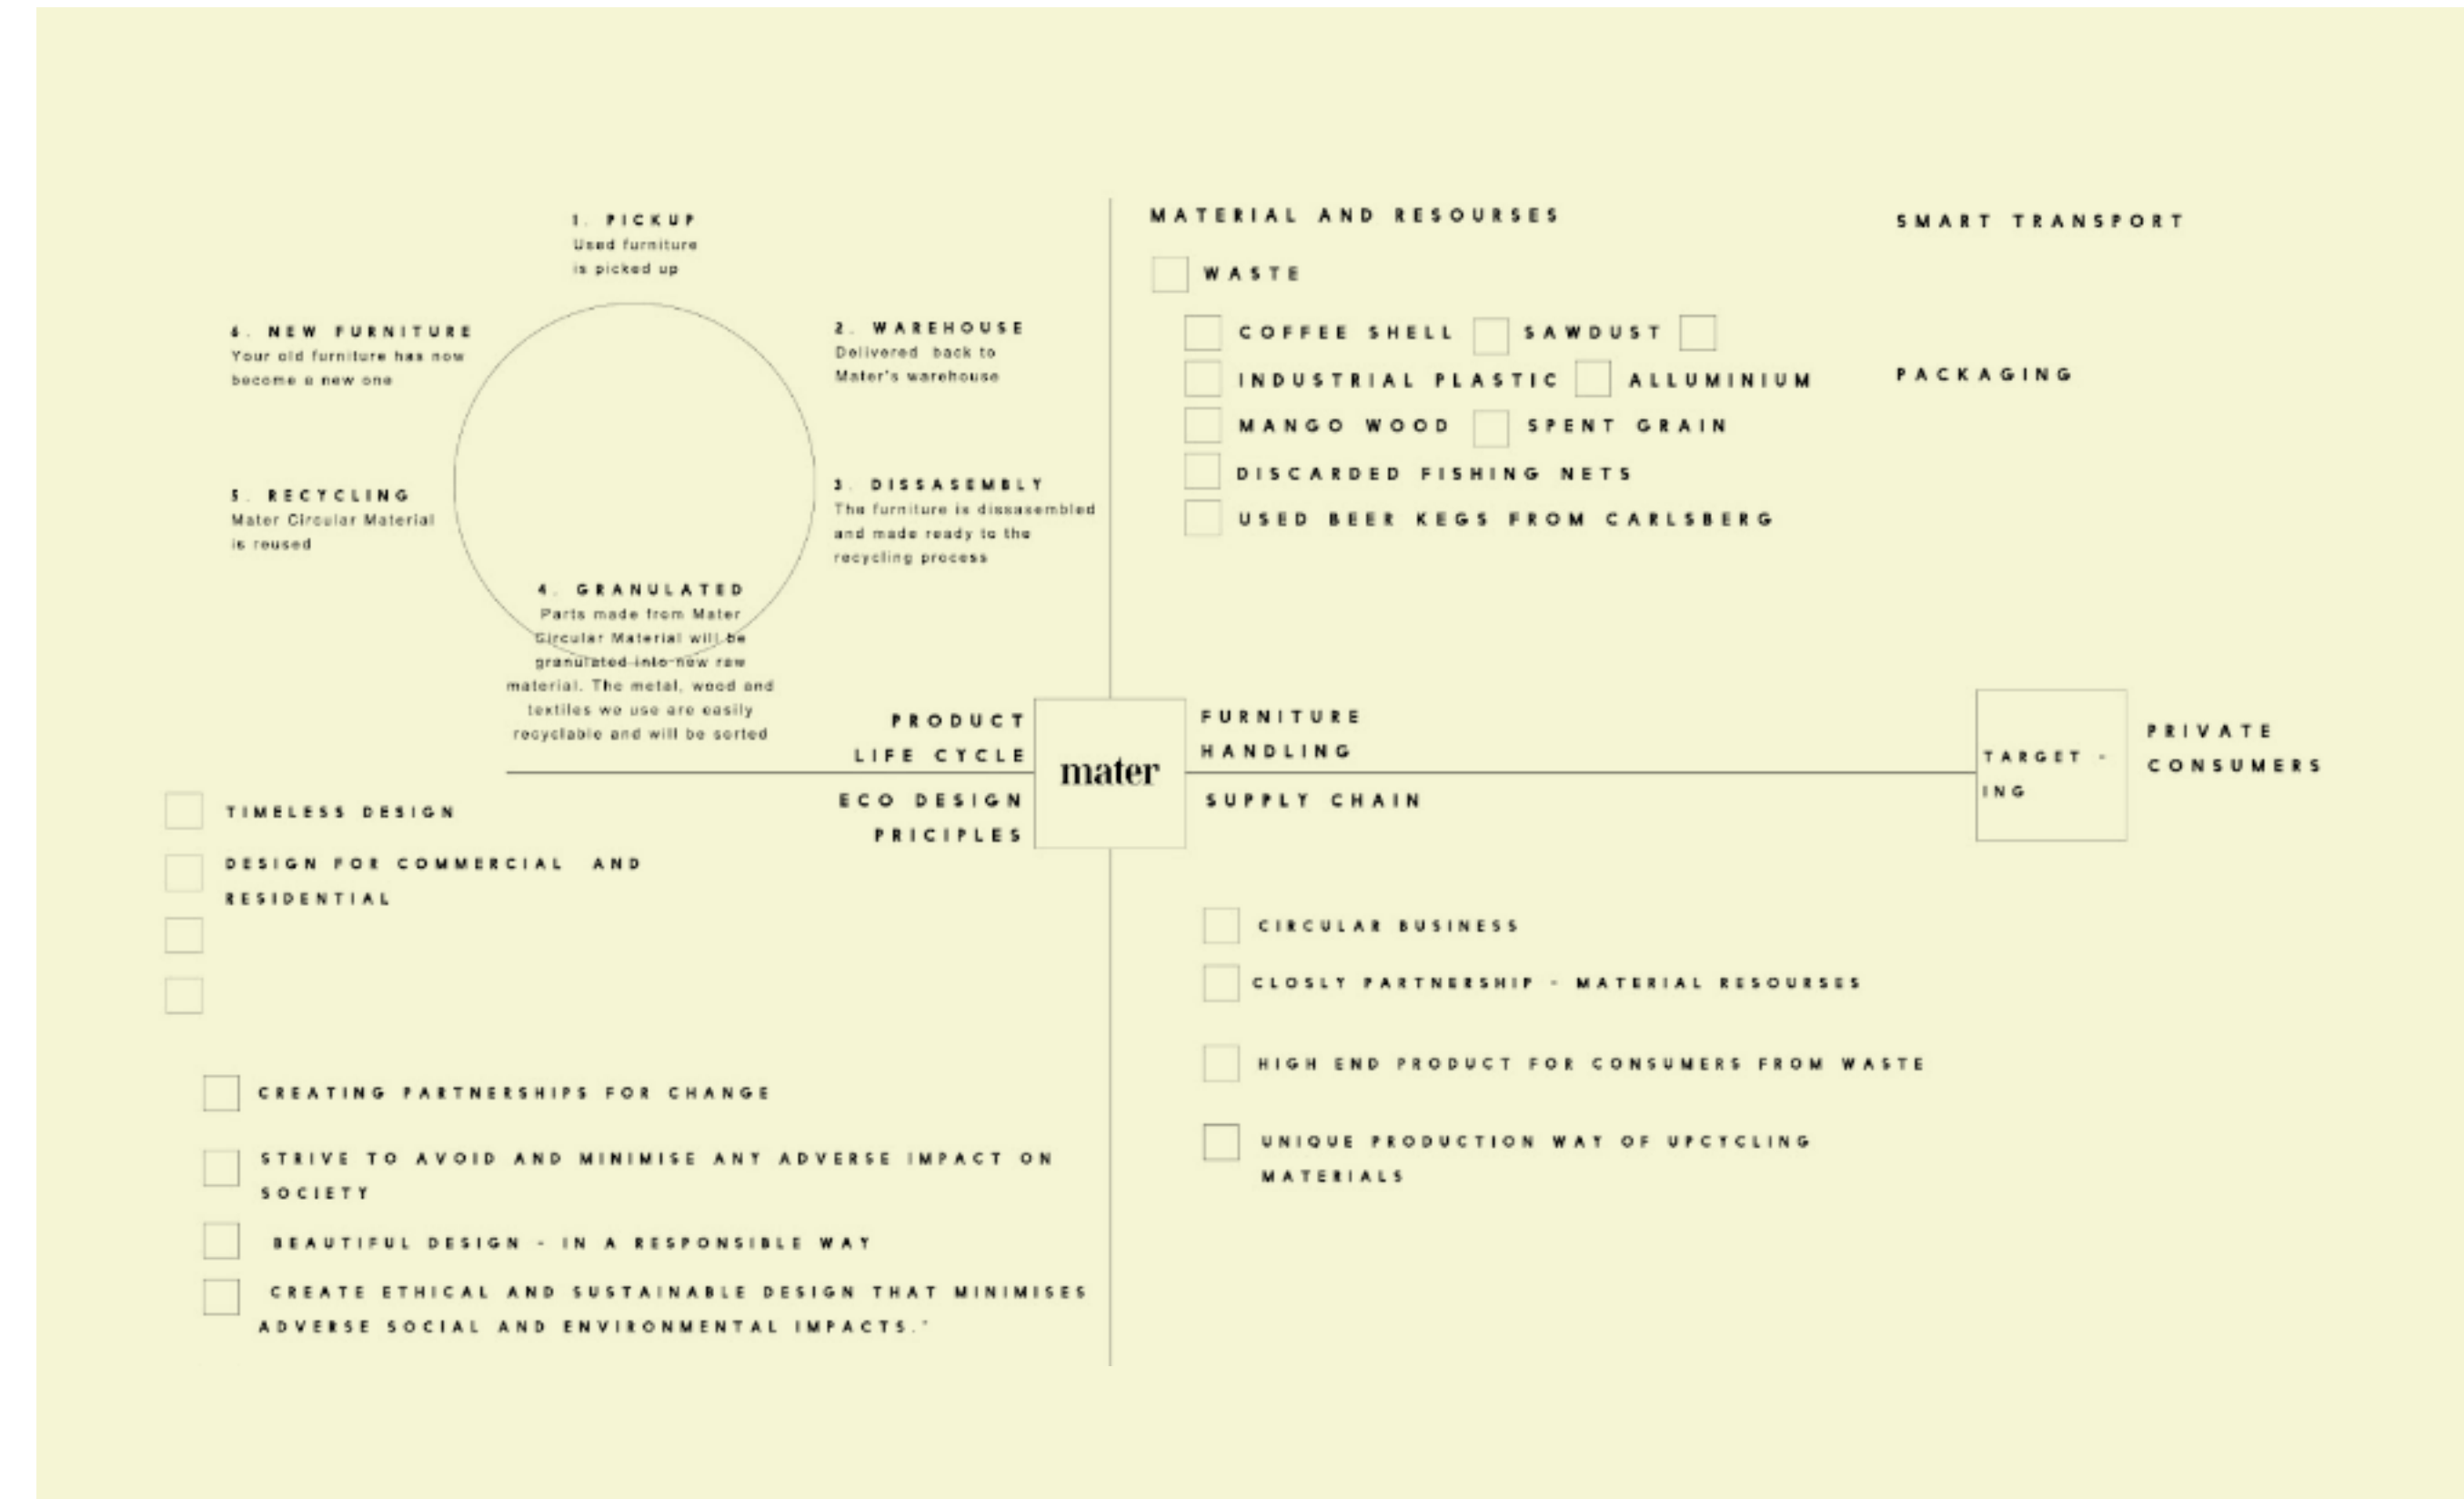 1. PICKUP
Used furniture
is picked up
2. WAREHOUSE
Delivered back to
Mater's warehouse
3. DISSASEMBLY
The furniture is dissasembled
and made ready to the
recycling process
4. GRANULATED
Parts made from Mater
Circular Material will be
granulated into new raw
material. The metal, wood and
textiles we use are easily
recyclable and will be sorted
5. RECYCLING
Mater Circular Material
is reused
6. NEW FURNITURE
Your old furniture has now
become a new one
PRODUCT
LIFE CYCLE
MATERIAL AND RESOURSES
WASTE
COFFEE SHELL SAWDUST
INDUSTRIAL PLASTIC ALLUMINIUM
MANGO WOOD SPENT GRAIN
DISCARDED FISHING NETS
USED BEER KEGS FROM CARLSBERG
SMART TRANSPORT
PACKAGING
FURNITURE
HANDLING
mater
TARGET -
ING
PRIVATE
CONSUMERS
ECO DESIGN
PRICIPLES
TIMELESS DESIGN
DESIGN FOR COMMERCIAL AND
RESIDENTIAL
CREATING PARTNERSHIPS FOR CHANGE
STRIVE TO AVOID AND MINIMISE ANY ADVERSE IMPACT ON
SOCIETY
BEAUTIFUL DESIGN - IN A RESPONSIBLE WAY
CREATE ETHICAL AND SUSTAINABLE DESIGN THAT MINIMISES
ADVERSE SOCIAL AND ENVIRONMENTAL IMPACTS."
SUPPLY CHAIN
CIRCULAR BUSINESS
CLOSLY PARTNERSHIP - MATERIAL RESOURSES
HIGH END PRODUCT FOR CONSUMERS FROM WASTE
UNIQUE PRODUCTION WAY OF UPCYCLING
MATERIALS